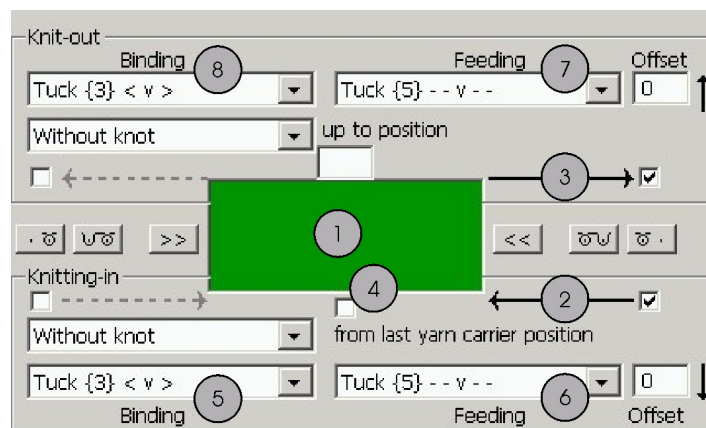 Knit-out
Binding 8 Feeding 7 Offset
Tuck {3} < v > Tuck {5} - - v - - 0
Without knot up to position
3
1
>> <<
Knitting-in
4 2
Without knot from last yarn carrier position
Tuck {3} < v > Tuck {5} - - v - - 0
5 6
Binding Feeding Offset